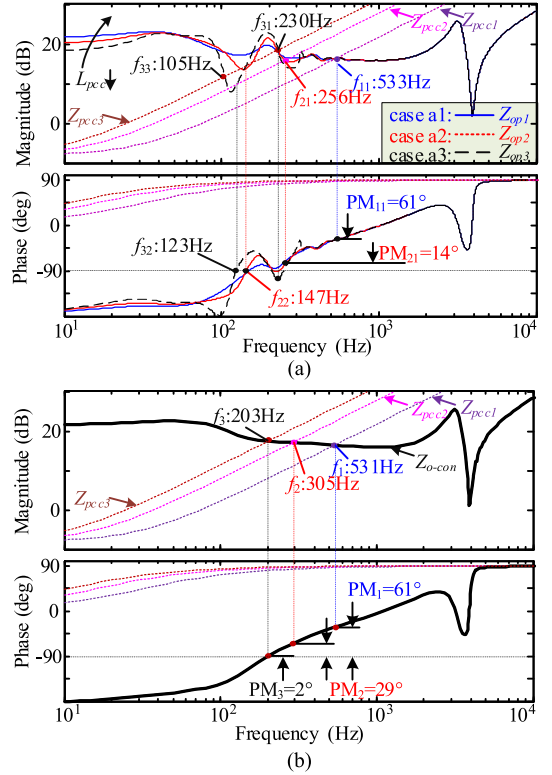 f31:230Hz
Zpcc2
Zpcc1
20
Lpcc
f33:105Hz
f11:533Hz
f21:256Hz
Magnitude (dB)
Zpcc3
0
case a1: Zop1
case a2: Zop2
case a3: Zop3
90
PM11=61°
0
Phase (deg)
f32:123Hz
PM21=14°
-90
f22:147Hz
10^1
10^2
10^3
10^4
Frequency (Hz)
(a)
Zpcc2
Zpcc1
f3:203Hz
20
Magnitude (dB)
f1:531Hz
Zo-con
f2:305Hz
Zpcc3
0
90
PM1=61°
0
Phase (deg)
-90
PM3=2°
PM2=29°
10^1
10^2
10^3
10^4
Frequency (Hz)
(b)